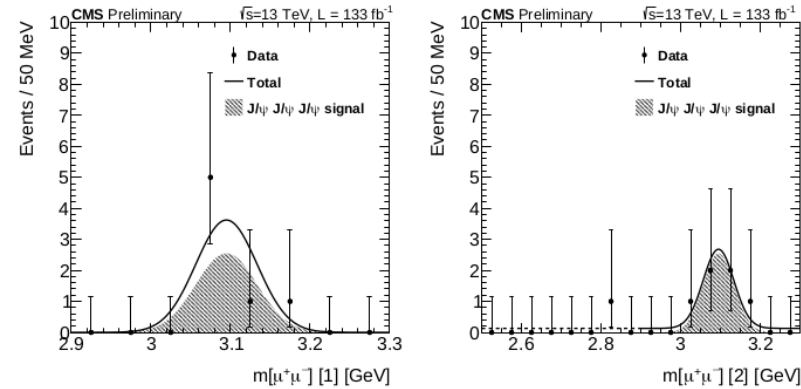 CMS Preliminary √s=13 TeV, L = 133 fb⁻¹
Events / 50 MeV
10
9
8
7
6
5
4
3
2
1
0
Data
Total
J/ψ J/ψ J/ψ signal
2.9 3 3.1 3.2 3.3
m[μ⁺μ⁻] [1] [GeV]
CMS Preliminary √s=13 TeV, L = 133 fb⁻¹
Events / 50 MeV
10
9
8
7
6
5
4
3
2
1
0
Data
Total
J/ψ J/ψ J/ψ signal
2.6 2.8 3 3.2
m[μ⁺μ⁻] [2] [GeV]